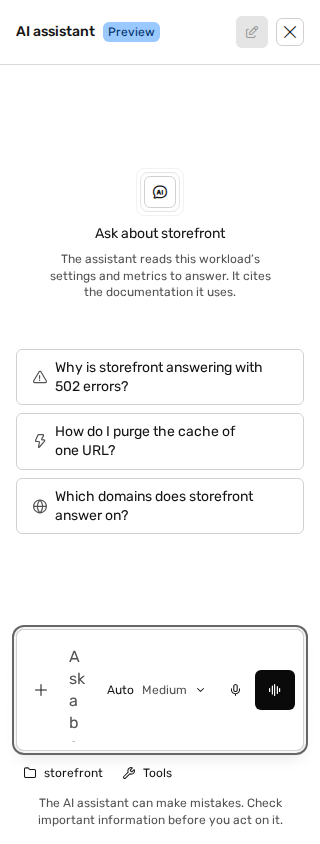 AI assistant Preview
AI
Ask about storefront
The assistant reads this workload's
settings and metrics to answer. It cites
the documentation it uses.
Why is storefront answering with
502 errors?
How do I purge the cache of
one URL?
Which domains does storefront
answer on?
A
sk
a
b
Auto Medium
storefront Tools
The AI assistant can make mistakes. Check
important information before you act on it.